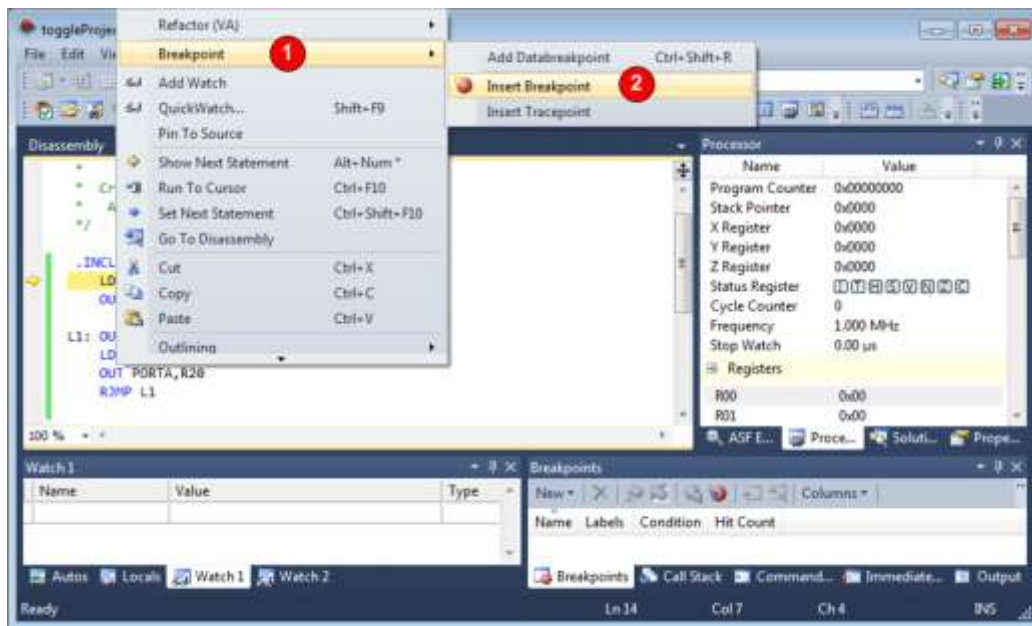 toggleProje
File Edit Vi
Refactor (VA)
Breakpoint
1
Add Watch
QuickWatch... Shift+F9
Pin To Source
Show Next Statement Alt+Num *
Run To Cursor Ctrl+F10
Set Next Statement Ctrl+Shift+F10
Go To Disassembly
Cut Ctrl+X
Copy Ctrl+C
Paste Ctrl+V
Outlining
Add Databreakpoint Ctrl+Shift+R
Insert Breakpoint
2
Insert Tracepoint
Disassembly
*
* Cr
* A
*/
.INCL
LD
OU
L1: OU
LD
OUT PORTA,R20
RJMP L1
100 %
Processor
Name Value
Program Counter 0x00000000
Stack Pointer 0x0000
X Register 0x0000
Y Register 0x0000
Z Register 0x0000
Status Register I T H S V N Z C
Cycle Counter 0
Frequency 1.000 MHz
Stop Watch 0.00 µs
Registers
R00 0x00
R01 0x00
ASF E... Proce... Soluti... Prope...
Watch 1
Name Value Type
Autos Locals Watch 1 Watch 2
Breakpoints
New Columns
Name Labels Condition Hit Count
Breakpoints Call Stack Command... Immediate... Output
Ready Ln 14 Col 7 Ch 4 INS